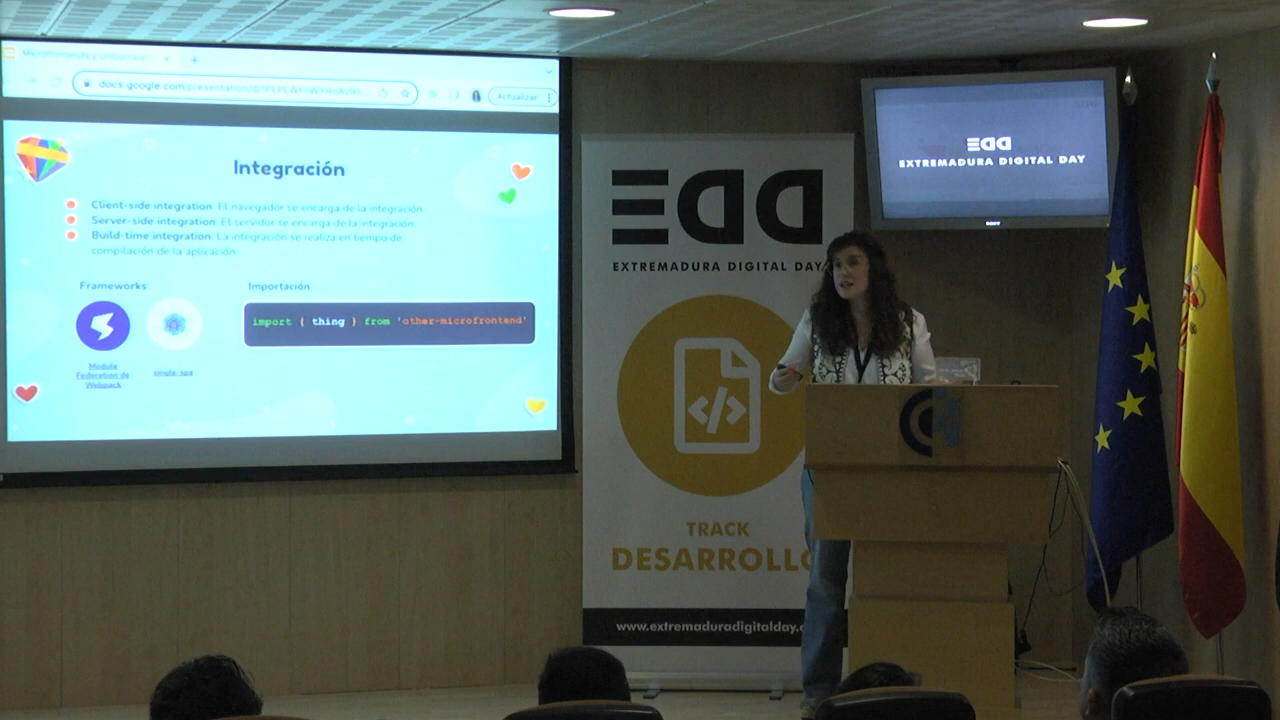 docs.google.com/presentation
Actualizar
Integración
Client-side integration: El navegador se encarga de la integración.
Server-side integration: El servidor se encarga de la integración.
Build-time integration: La integración se realiza en tiempo de
compilación de la aplicación.
Frameworks:
Importación:
import { thing } from 'other-microfrontend'
Module
Federation de
Webpack
single-spa
EDD
EXTREMADURA DIGITAL DAY
TRACK
DESARROLLO
www.extremaduradigitalday.
EDD
EXTREMADURA DIGITAL DAY
SONY